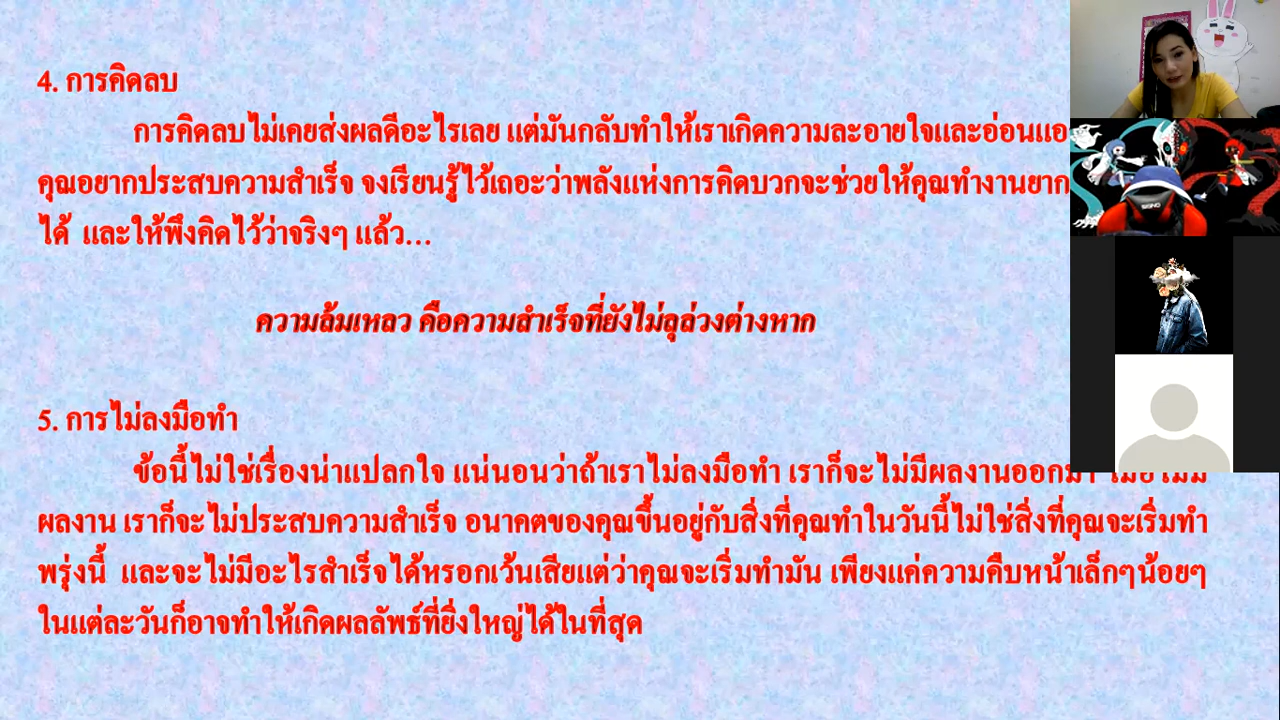 4. การคิดลบ
การคิดลบไม่เคยส่งผลดีอะไรเลย แต่มันกลับทำให้เราเกิดความละอายใจและอ่อนแอ
คุณอยากประสบความสำเร็จ จงเรียนรู้ไว้เถอะว่าพลังแห่งการคิดบวกจะช่วยให้คุณทำงานยาก
ได้ และให้พึงคิดไว้ว่าจริงๆ แล้ว...
ความล้มเหลว คือความสำเร็จที่ยังไม่ลุล่วงต่างหาก
5. การไม่ลงมือทำ
ข้อนี้ไม่ใช่เรื่องน่าแปลกใจ แน่นอนว่าถ้าเราไม่ลงมือทำ เราก็จะไม่มีผลงานออกมา
ผลงาน เราก็จะไม่ประสบความสำเร็จ อนาคตของคุณขึ้นอยู่กับสิ่งที่คุณทำในวันนี้ไม่ใช่สิ่งที่คุณจะเริ่มทำ
พรุ่งนี้ และจะไม่มีอะไรสำเร็จได้หรอกเว้นเสียแต่ว่าคุณจะเริ่มทำมัน เพียงแค่ความคืบหน้าเล็กๆน้อยๆ
ในแต่ละวันก็อาจทำให้เกิดผลลัพธ์ที่ยิ่งใหญ่ได้ในที่สุด